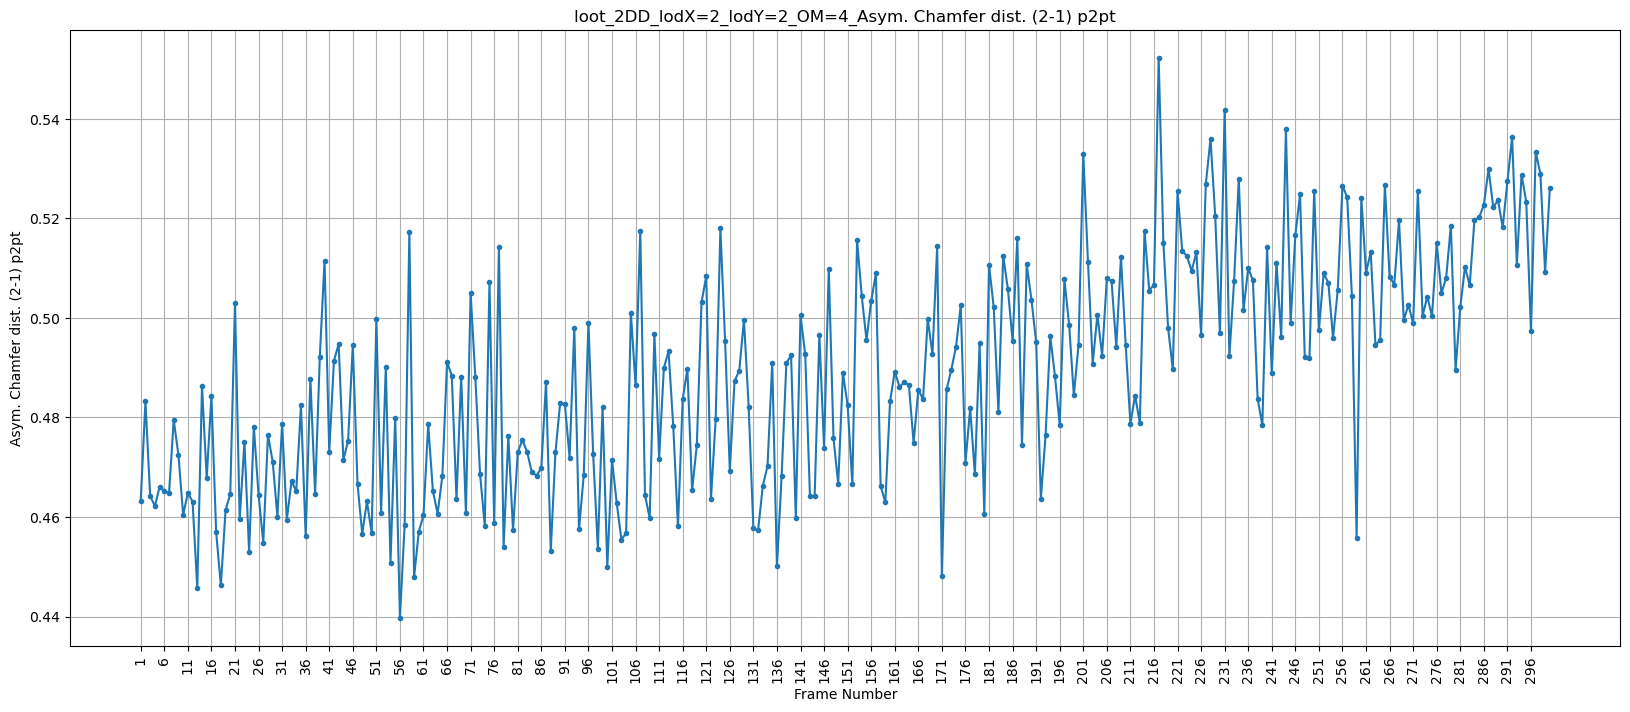 loot_2DD_lodX=2_lodY=2_OM=4_Asym. Chamfer dist. (2-1) p2pt
Asym. Chamfer dist. (2-1) p2pt
0.54
0.52
0.50
0.48
0.46
0.44
1 6 11 16 21 26 31 36 41 46 51 56 61 66 71 76 81 86 91 96 101 106 111 116 121 126 131 136 141 146 151 156 161 166 171 176 181 186 191 196 201 206 211 216 221 226 231 236 241 246 251 256 261 266 271 276 281 286 291 296
Frame Number